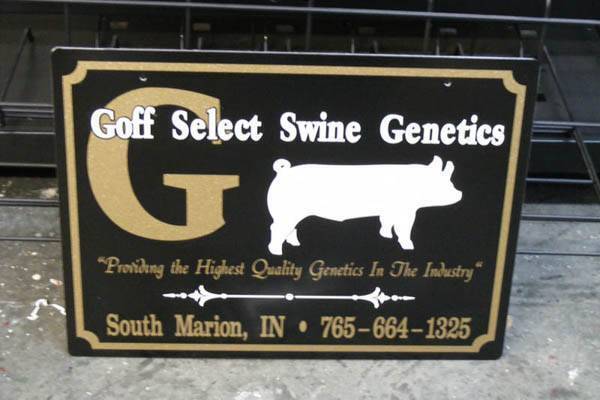 G
Goff Select Swine Genetics
"Providing the Highest Quality Genetics In The Industry"
South Marion, IN • 765-664-1325